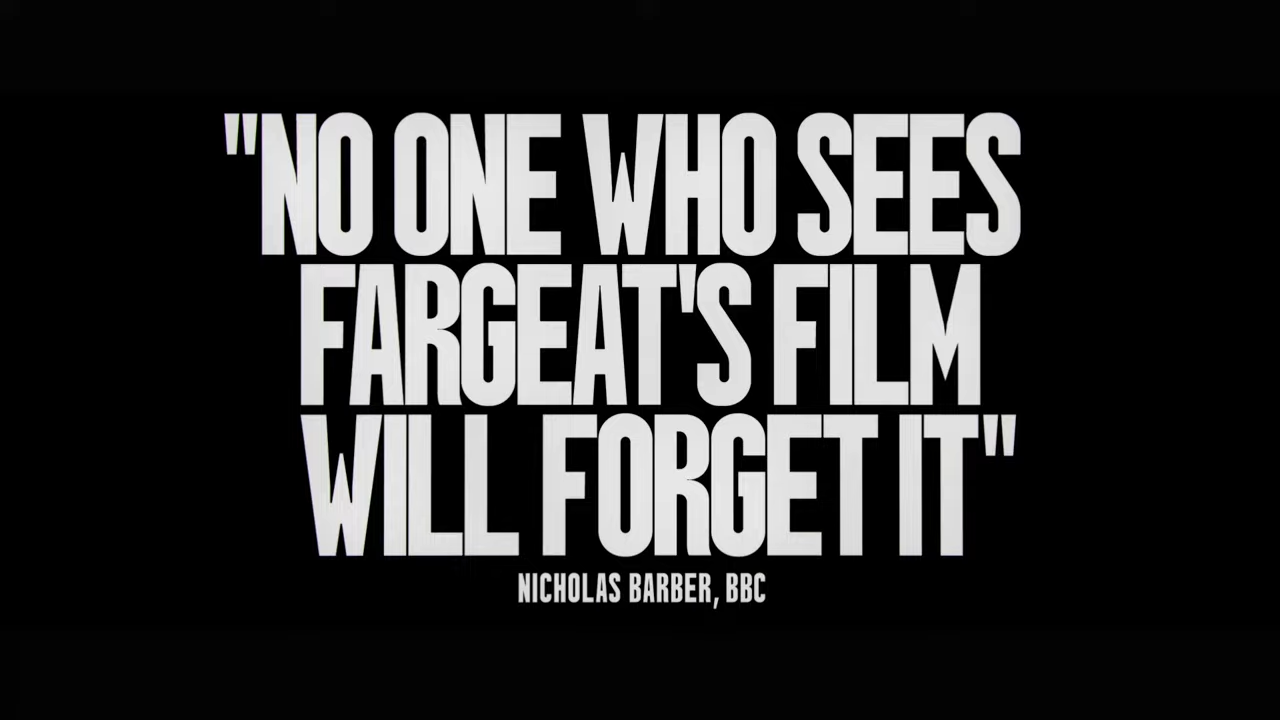 "NO ONE WHO SEES
FARGEAT'S FILM
WILL FORGET IT"
NICHOLAS BARBER, BBC